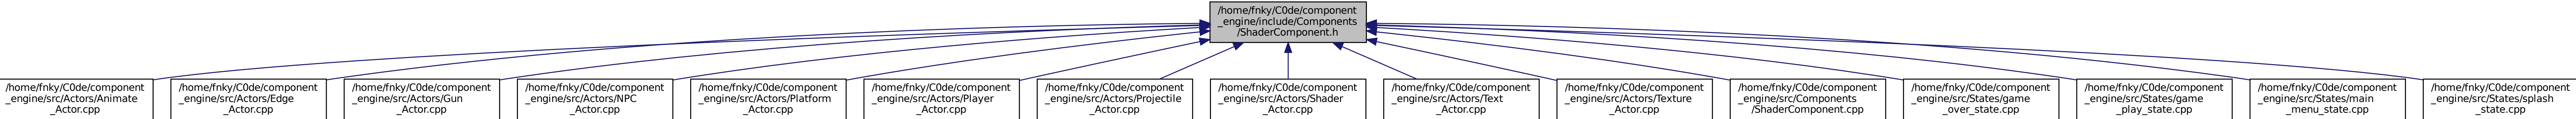 /home/fnky/C0de/component
_engine/include/Components
/ShaderComponent.h
/home/fnky/C0de/component
_engine/src/Actors/Animate
_Actor.cpp
/home/fnky/C0de/component
_engine/src/Actors/Edge
_Actor.cpp
/home/fnky/C0de/component
_engine/src/Actors/Gun
_Actor.cpp
/home/fnky/C0de/component
_engine/src/Actors/NPC
_Actor.cpp
/home/fnky/C0de/component
_engine/src/Actors/Platform
_Actor.cpp
/home/fnky/C0de/component
_engine/src/Actors/Player
_Actor.cpp
/home/fnky/C0de/component
_engine/src/Actors/Projectile
_Actor.cpp
/home/fnky/C0de/component
_engine/src/Actors/Shader
_Actor.cpp
/home/fnky/C0de/component
_engine/src/Actors/Text
_Actor.cpp
/home/fnky/C0de/component
_engine/src/Actors/Texture
_Actor.cpp
/home/fnky/C0de/component
_engine/src/Components
/ShaderComponent.cpp
/home/fnky/C0de/component
_engine/src/States/game
_over_state.cpp
/home/fnky/C0de/component
_engine/src/States/game
_play_state.cpp
/home/fnky/C0de/component
_engine/src/States/main
_menu_state.cpp
/home/fnky/C0de/component
_engine/src/States/splash
_state.cpp